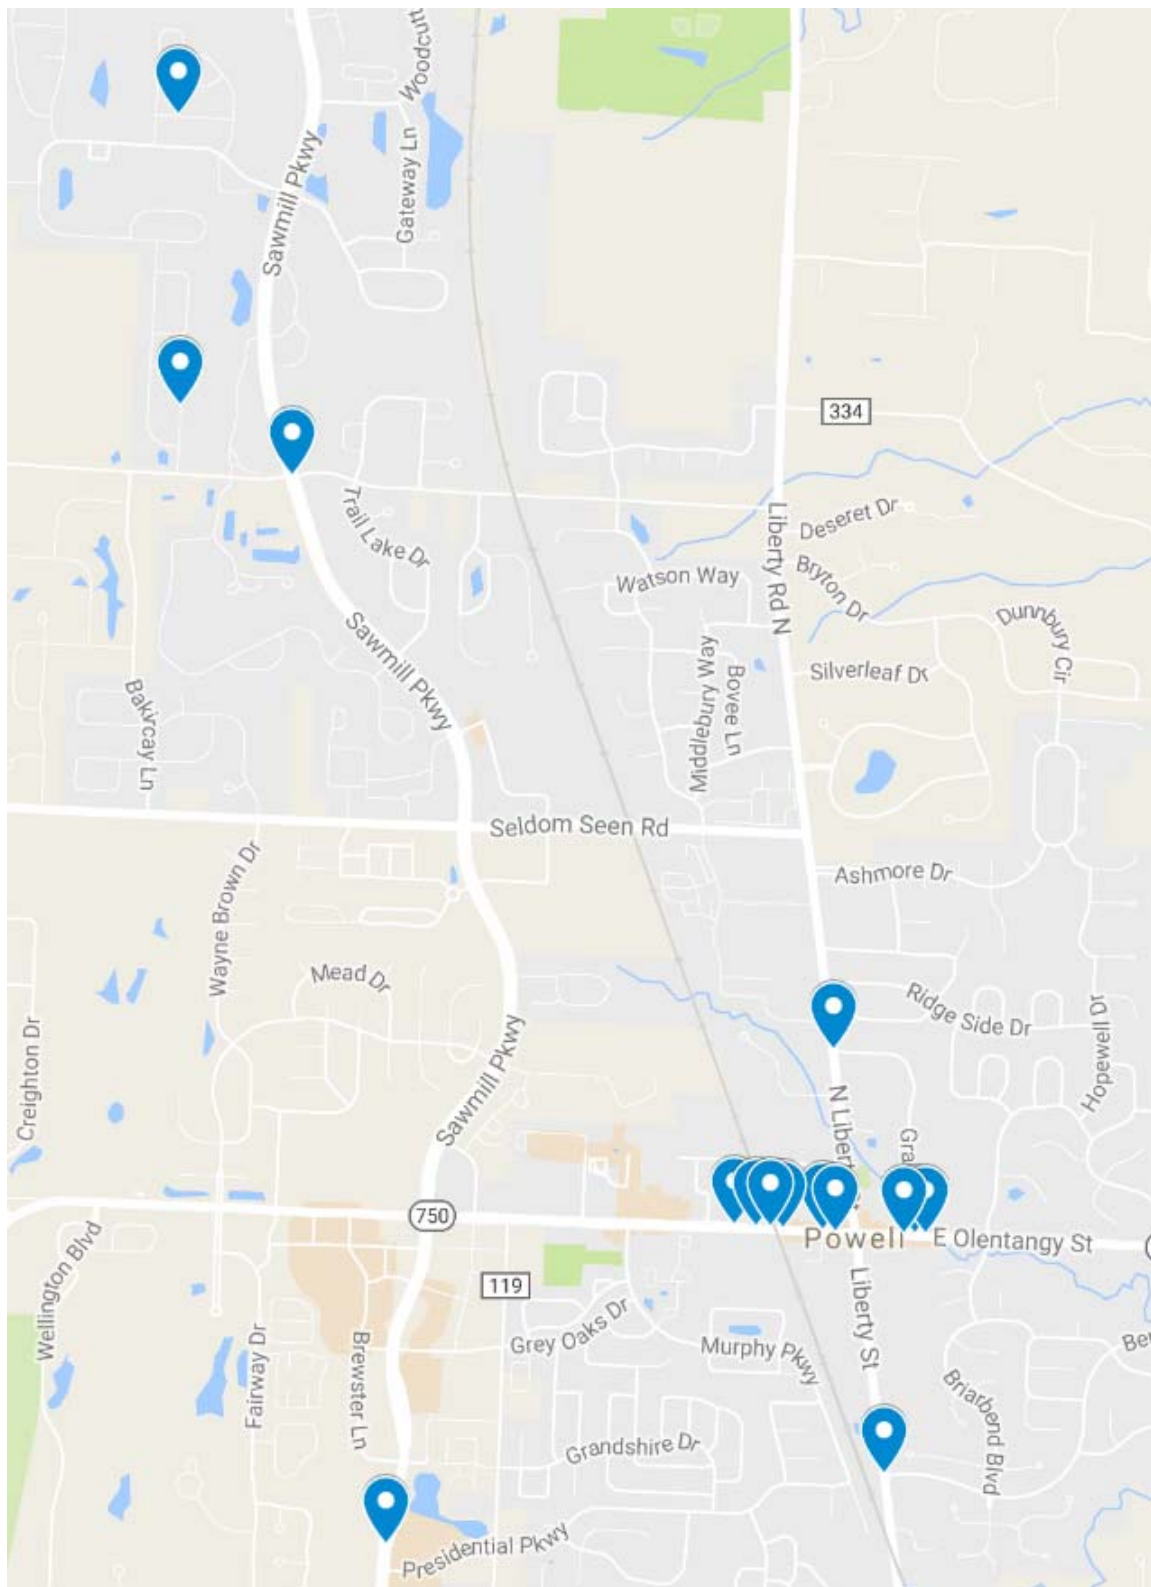 Woodcutt
Gateway Ln
Sawmill Pkwy
334
Trail Lake Dr
Liberty Rd N
Deseret Dr
Watson Way
Bryton Dr
Dunnbury Cir
Sawmill Pkwy
Middlebury Way
Bovee Ln
Silverleaf Dr
Bakircay Ln
Seldom Seen Rd
Wayne Brown Dr
Ashmore Dr
Mead Dr
Ridge Side Dr
Hopewell Dr
Creighton Dr
Sawmill Pkwy
N Libert
Gra
750
Powell
E Olentangy St
Wellington Blvd
119
Liberty St
Fairway Dr
Brewster Ln
Grey Oaks Dr
Murphy Pkwy
Ber
Briarbend Blvd
Grandshire Dr
Presidential Pkwy